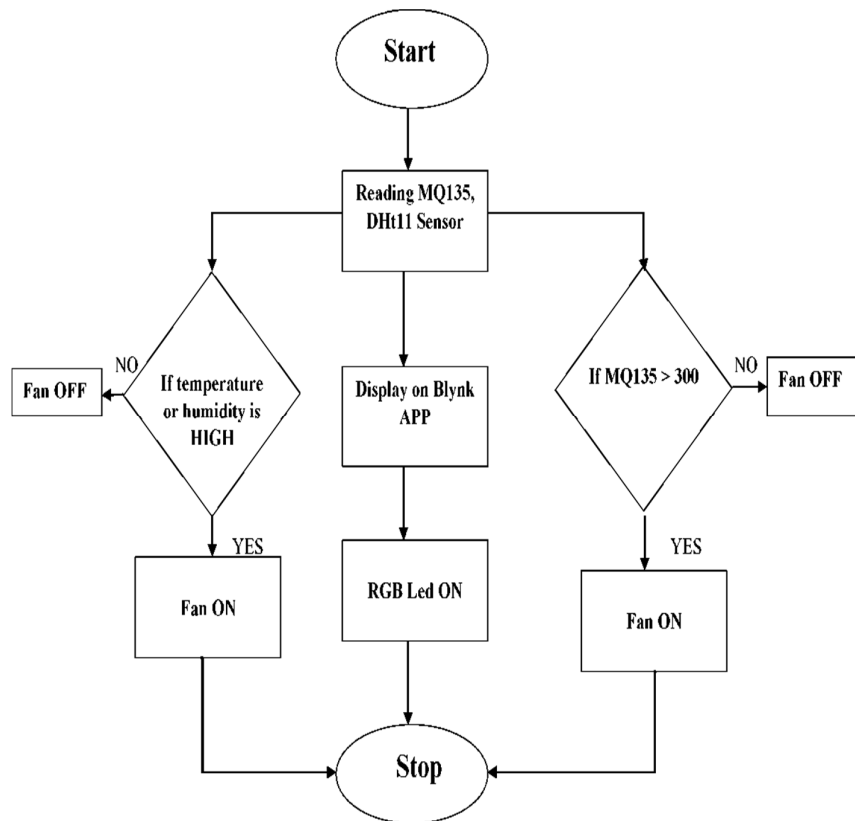 Start
Reading MQ135,
DHt11 Sensor
NO
Fan OFF
If temperature
or humidity is
HIGH
Display on Blynk
APP
If MQ135 > 300
NO
Fan OFF
YES
Fan ON
RGB Led ON
YES
Fan ON
Stop